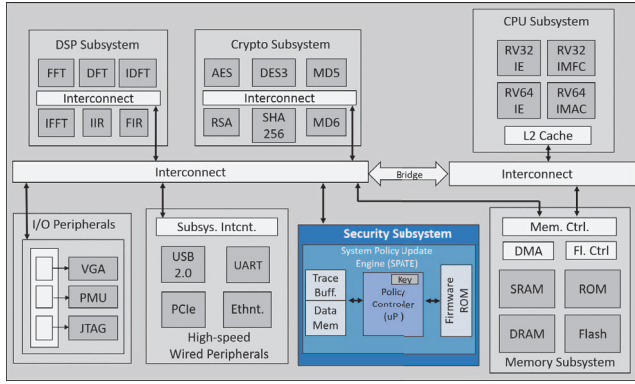 DSP Subsystem
FFT
DFT
IDFT
Interconnect
IFFT
IIR
FIR
Crypto Subsystem
AES
DES3
MD5
Interconnect
RSA
SHA
256
MD6
CPU Subsystem
RV32
IE
RV32
IMFC
RV64
IE
RV64
IMAC
L2 Cache
Interconnect
Bridge
Interconnect
I/O Peripherals
VGA
PMU
JTAG
Subsys. Intcnt.
USB
2.0
UART
PCIe
Ethnt.
High-speed
Wired Peripherals
Security Subsystem
System Policy Update
Engine (SPATE)
Trace
Buff.
Data
Mem
Key
Policy
Controler
(uP )
Firmware
ROM
Mem. Ctrl.
DMA
Fl. Ctrl
SRAM
ROM
DRAM
Flash
Memory Subsystem